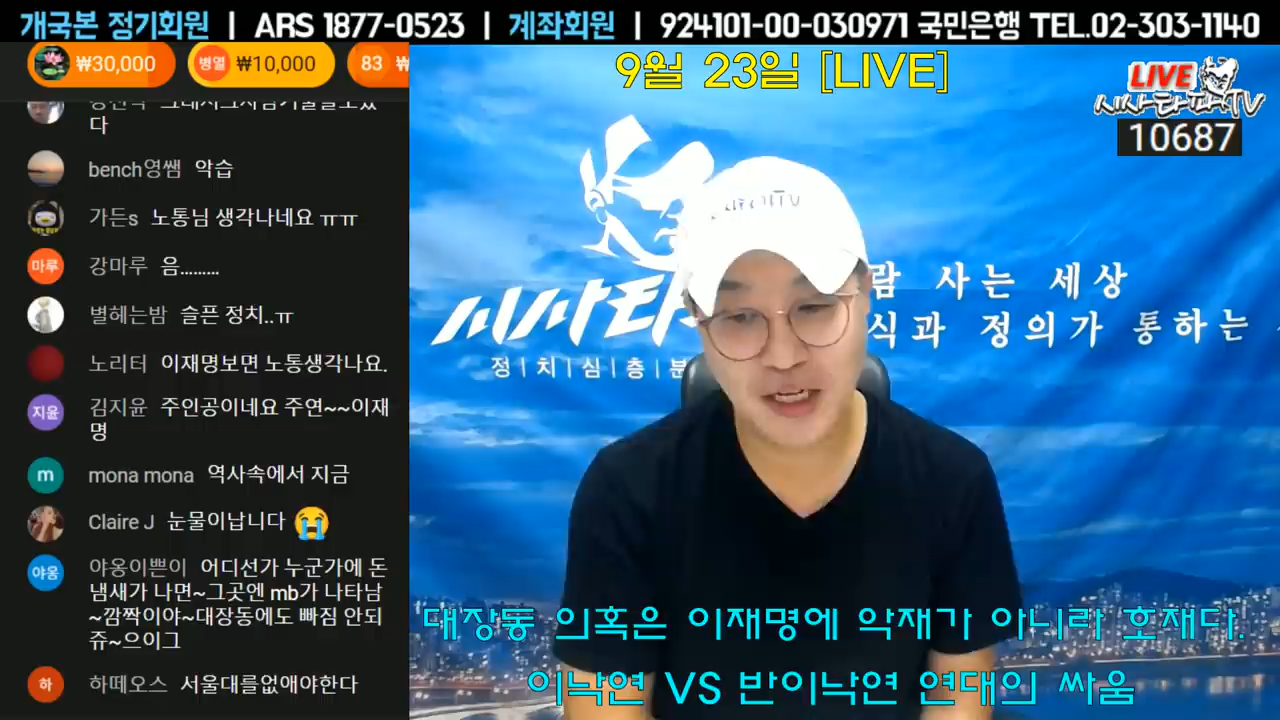 개국본 정기회원 | ARS 1877-0523 | 계좌회원 | 924101-00-030971 국민은행 TEL.02-303-1140
₩30,000
병열 ₩10,000
83 ₩
9월 23일 [LIVE]
LIVE
시사타파TV
10687
다
bench영쌤 악습
가든s 노통님 생각나네요 ㅠㅠ
마루 강마루 음.........
별헤는밤 슬픈 정치..ㅠ
노리터 이재명보면 노통생각나요.
지윤 김지윤 주인공이네요 주연~~이재
명
m mona mona 역사속에서 지금
Claire J 눈물이납니다 😭
야옹 야옹이쁜이 어디선가 누군가에 돈
냄새가 나면~그곳엔 mb가 나타남
~깜짝이야~대장동에도 빠짐 안되
쥬~으이그
하 하떼오스 서울대를없애야한다
시사타
정|치|심|층|분
람 사는 세상
식과 정의가 통하는
대장동 의혹은 이재명에 악재가 아니라 호재다.
이낙연 VS 반이낙연 연대의 싸움